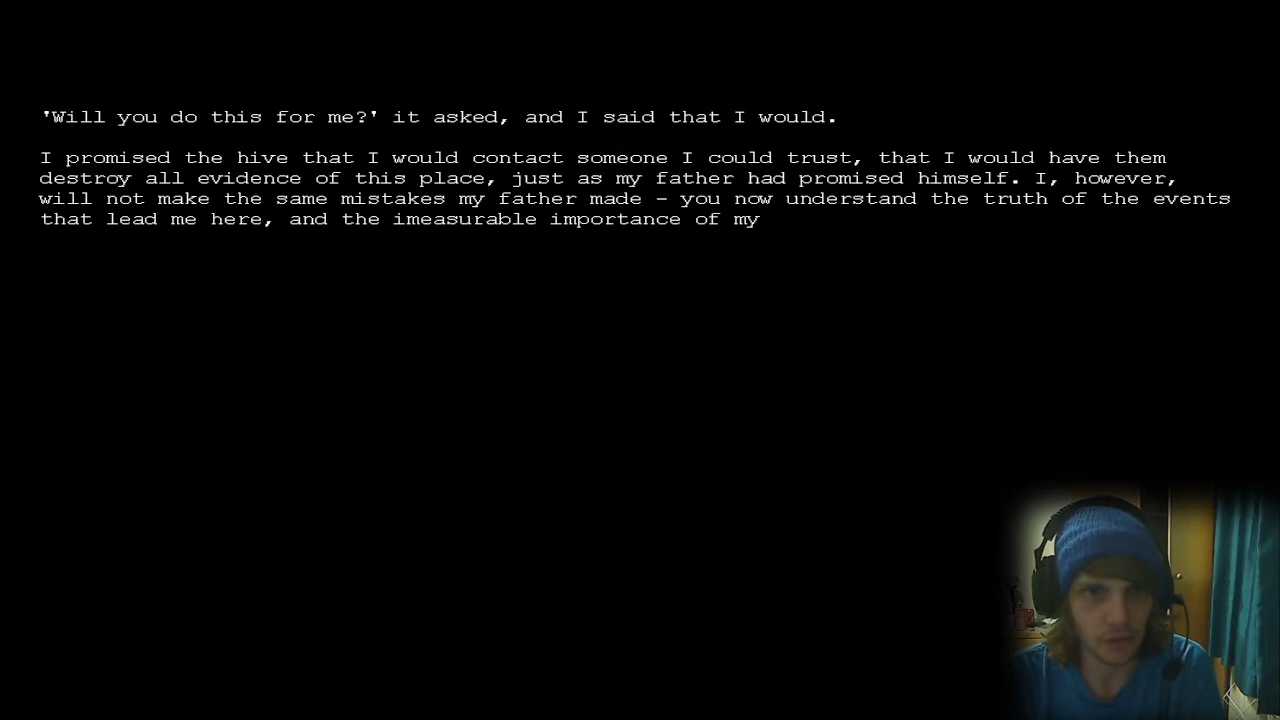 'Will you do this for me?' it asked, and I said that I would.
I promised the hive that I would contact someone I could trust, that I would have them
destroy all evidence of this place, just as my father had promised himself. I, however,
will not make the same mistakes my father made - you now understand the truth of the events
that lead me here, and the imeasurable importance of my